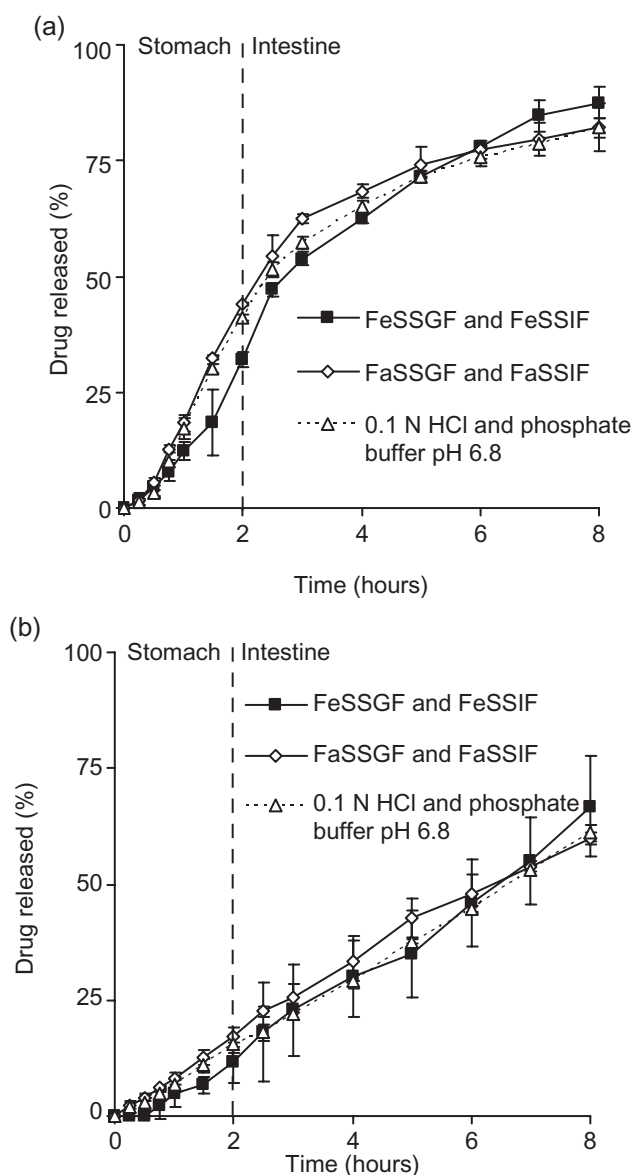 (a)
Stomach Intestine
100
75
50
25
0
Drug released (%)
FeSSGF and FeSSIF
FaSSGF and FaSSIF
0.1 N HCl and phosphate
buffer pH 6.8
0 2 4 6 8
Time (hours)
(b)
Stomach Intestine
100
75
50
25
0
Drug released (%)
FeSSGF and FeSSIF
FaSSGF and FaSSIF
0.1 N HCl and phosphate
buffer pH 6.8
0 2 4 6 8
Time (hours)